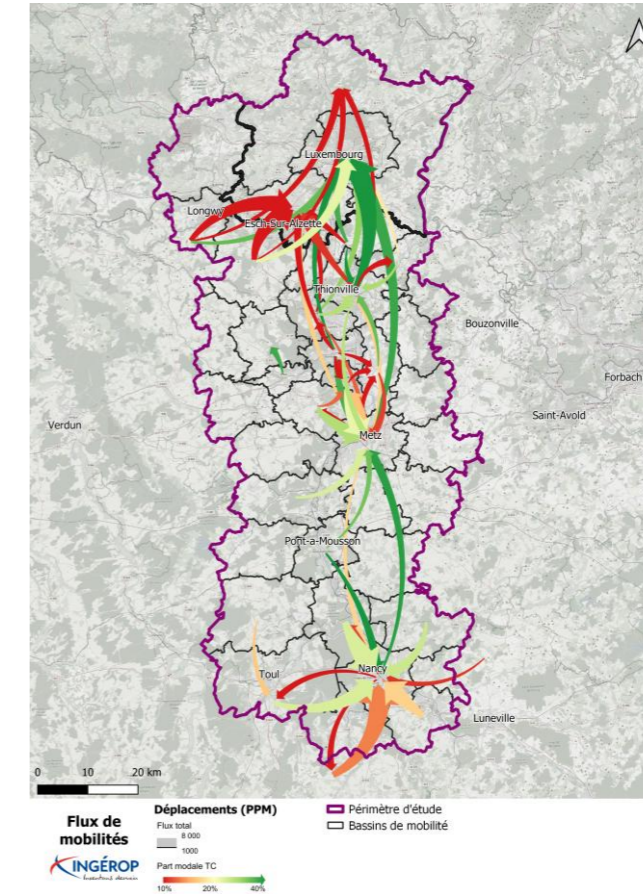 Luxembourg
Longwy
Esch-Sur-Alzette
Thionville
Bouzonville
Forbach
Saint-Avold
Verdun
Metz
Pont-a-Mousson
Toul
Nancy
Luneville
0 10 20 km
Flux de
mobilités
INGÉROP
Inventons demain
Déplacements (PPM)
Flux total
8 000
1000
Part modale TC
10% 20% 40%
Périmètre d'étude
Bassins de mobilité